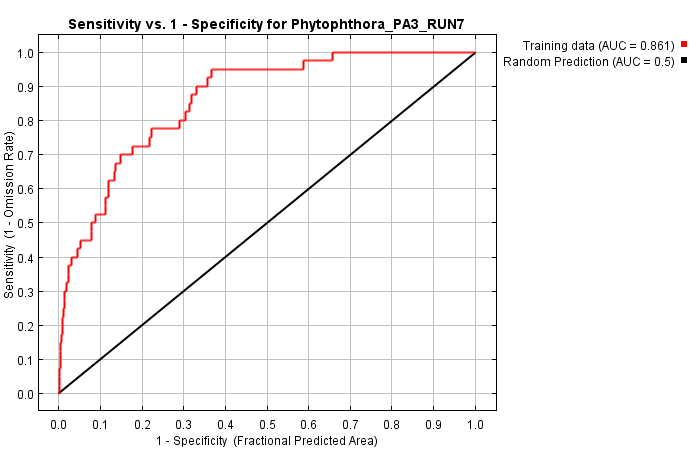 Sensitivity vs. 1 - Specificity for Phytophthora_PA3_RUN7
Training data (AUC = 0.861)
Random Prediction (AUC = 0.5)
Sensitivity (1 - Omission Rate)
1.0
0.9
0.8
0.7
0.6
0.5
0.4
0.3
0.2
0.1
0.0
0.0 0.1 0.2 0.3 0.4 0.5 0.6 0.7 0.8 0.9 1.0
1 - Specificity (Fractional Predicted Area)